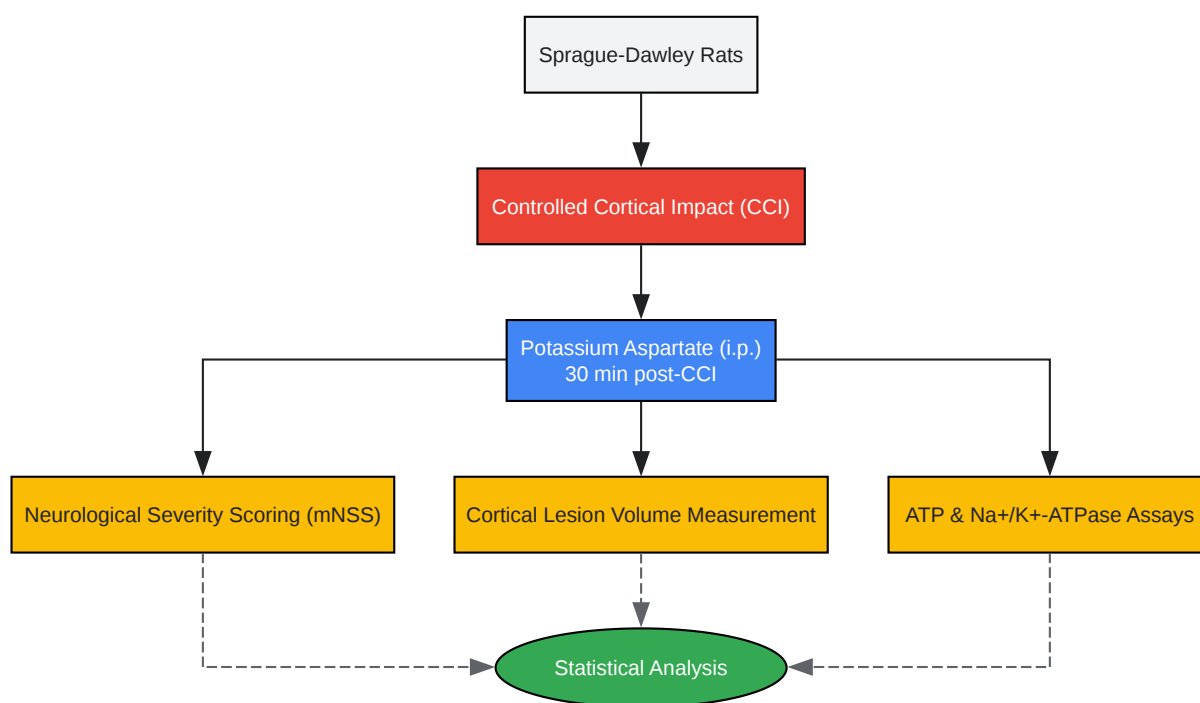 Sprague-Dawley Rats
Controlled Cortical Impact (CCI)
Potassium Aspartate (i.p.)
30 min post-CCI
Neurological Severity Scoring (mNSS)
Cortical Lesion Volume Measurement
ATP & Na+/K+-ATPase Assays
Statistical Analysis